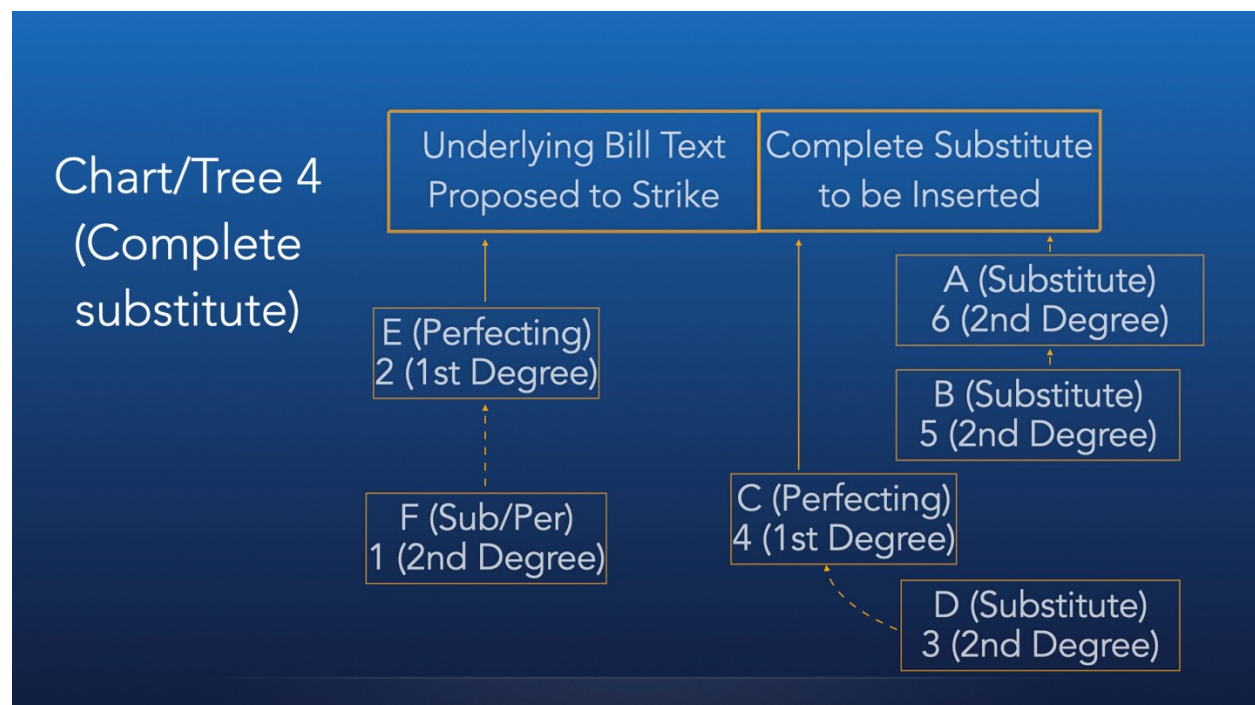 Chart/Tree 4
(Complete
substitute)
Underlying Bill Text
Proposed to Strike
Complete Substitute
to be Inserted
A (Substitute)
6 (2nd Degree)
E (Perfecting)
2 (1st Degree)
B (Substitute)
5 (2nd Degree)
C (Perfecting)
4 (1st Degree)
F (Sub/Per)
1 (2nd Degree)
D (Substitute)
3 (2nd Degree)